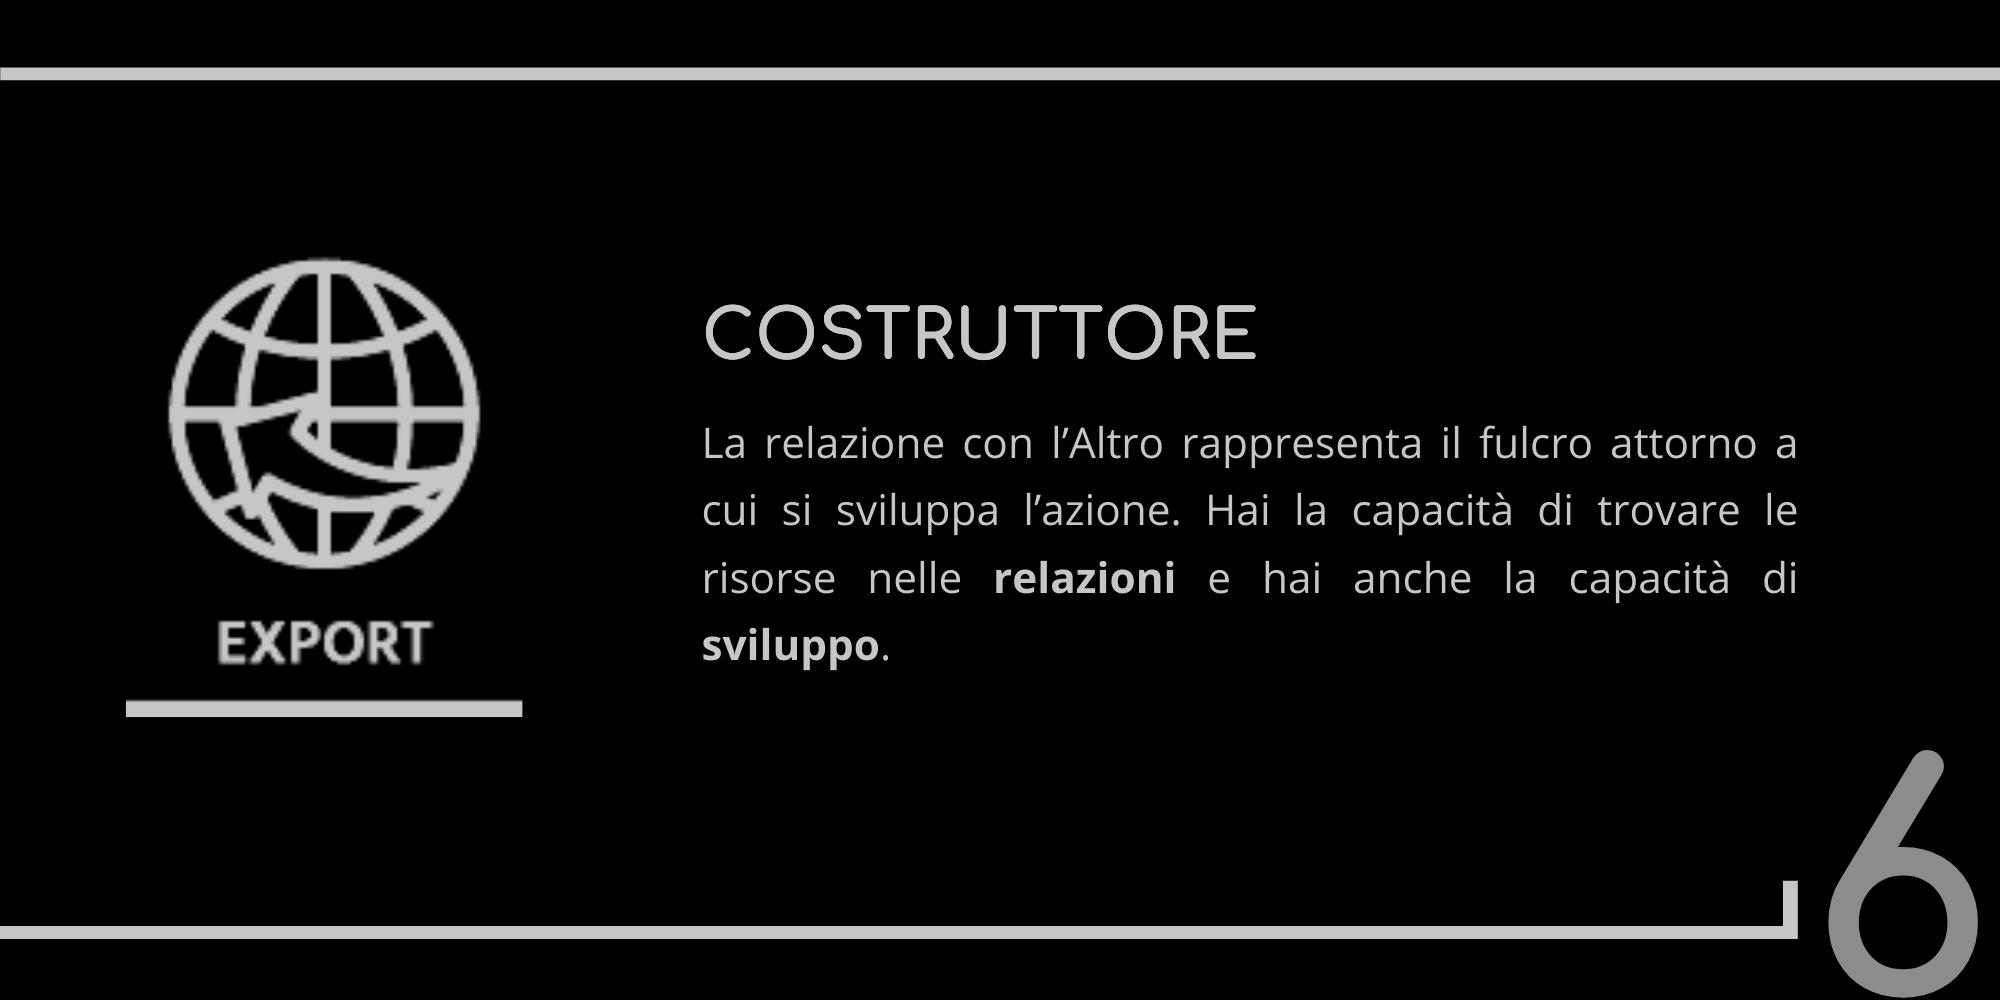 EXPORT
COSTRUTTORE
La relazione con l’Altro rappresenta il fulcro attorno a
cui si sviluppa l’azione. Hai la capacità di trovare le
risorse nelle relazioni e hai anche la capacità di
sviluppo.
6